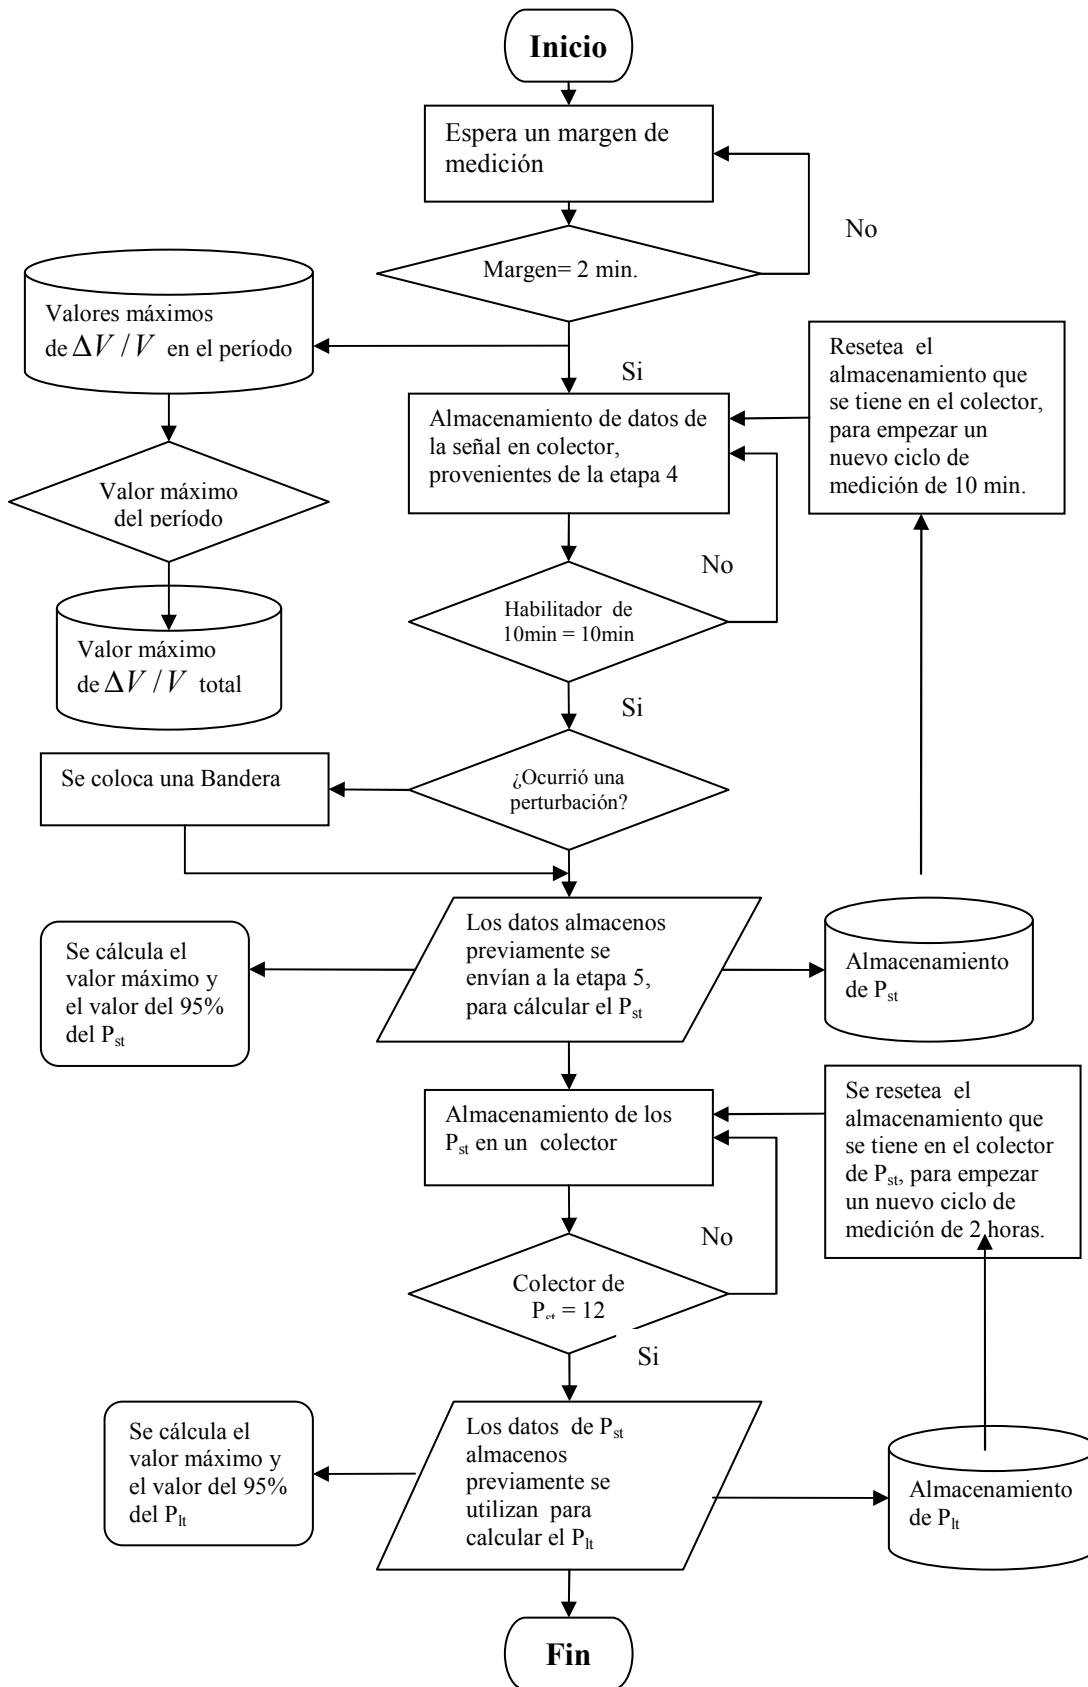 Inicio
Espera un margen de
medición
No
Margen= 2 min.
Valores máximos
de ΔV / V en el período
Si
Resetea el
almacenamiento que
se tiene en el colector,
para empezar un
nuevo ciclo de
medición de 10 min.
Almacenamiento de datos de
la señal en colector,
provenientes de la etapa 4
Valor máximo
del período
No
Habilitador de
10min = 10min
Valor máximo
de ΔV / V total
Si
Se coloca una Bandera
¿Ocurrió una
perturbación?
Los datos almacenos
previamente se
envían a la etapa 5,
para cálcular el Pst
Se cálcula el
valor máximo y
el valor del 95%
del Pst
Almacenamiento
de Pst
Almacenamiento de los
Pst en un colector
Se resetea el
almacenamiento que
se tiene en el colector
de Pst, para empezar
un nuevo ciclo de
medición de 2 horas.
No
Colector de
Pst = 12
Si
Los datos de Pst
almacenos
previamente se
utilizan para
calcular el Plt
Se cálcula el
valor máximo y
el valor del 95%
del Plt
Almacenamiento
de Plt
Fin